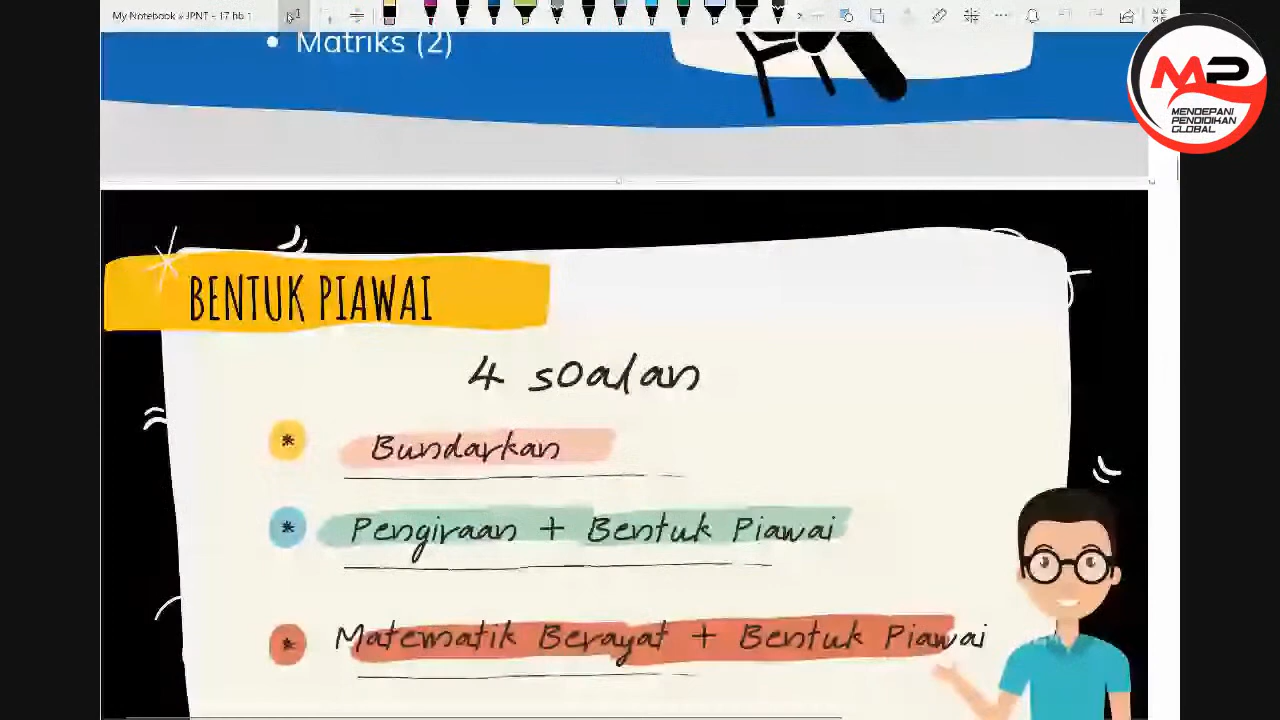 My Notebook » JPNT - 17 hb 1
• Matriks (2)
MP
MENDEPANI
PENDIDIKAN
GLOBAL
BENTUK PIAWAI
4 soalan
* Bundarkan
* Pengiraan + Bentuk Piawai
* Matematik Berayat + Bentuk Piawai